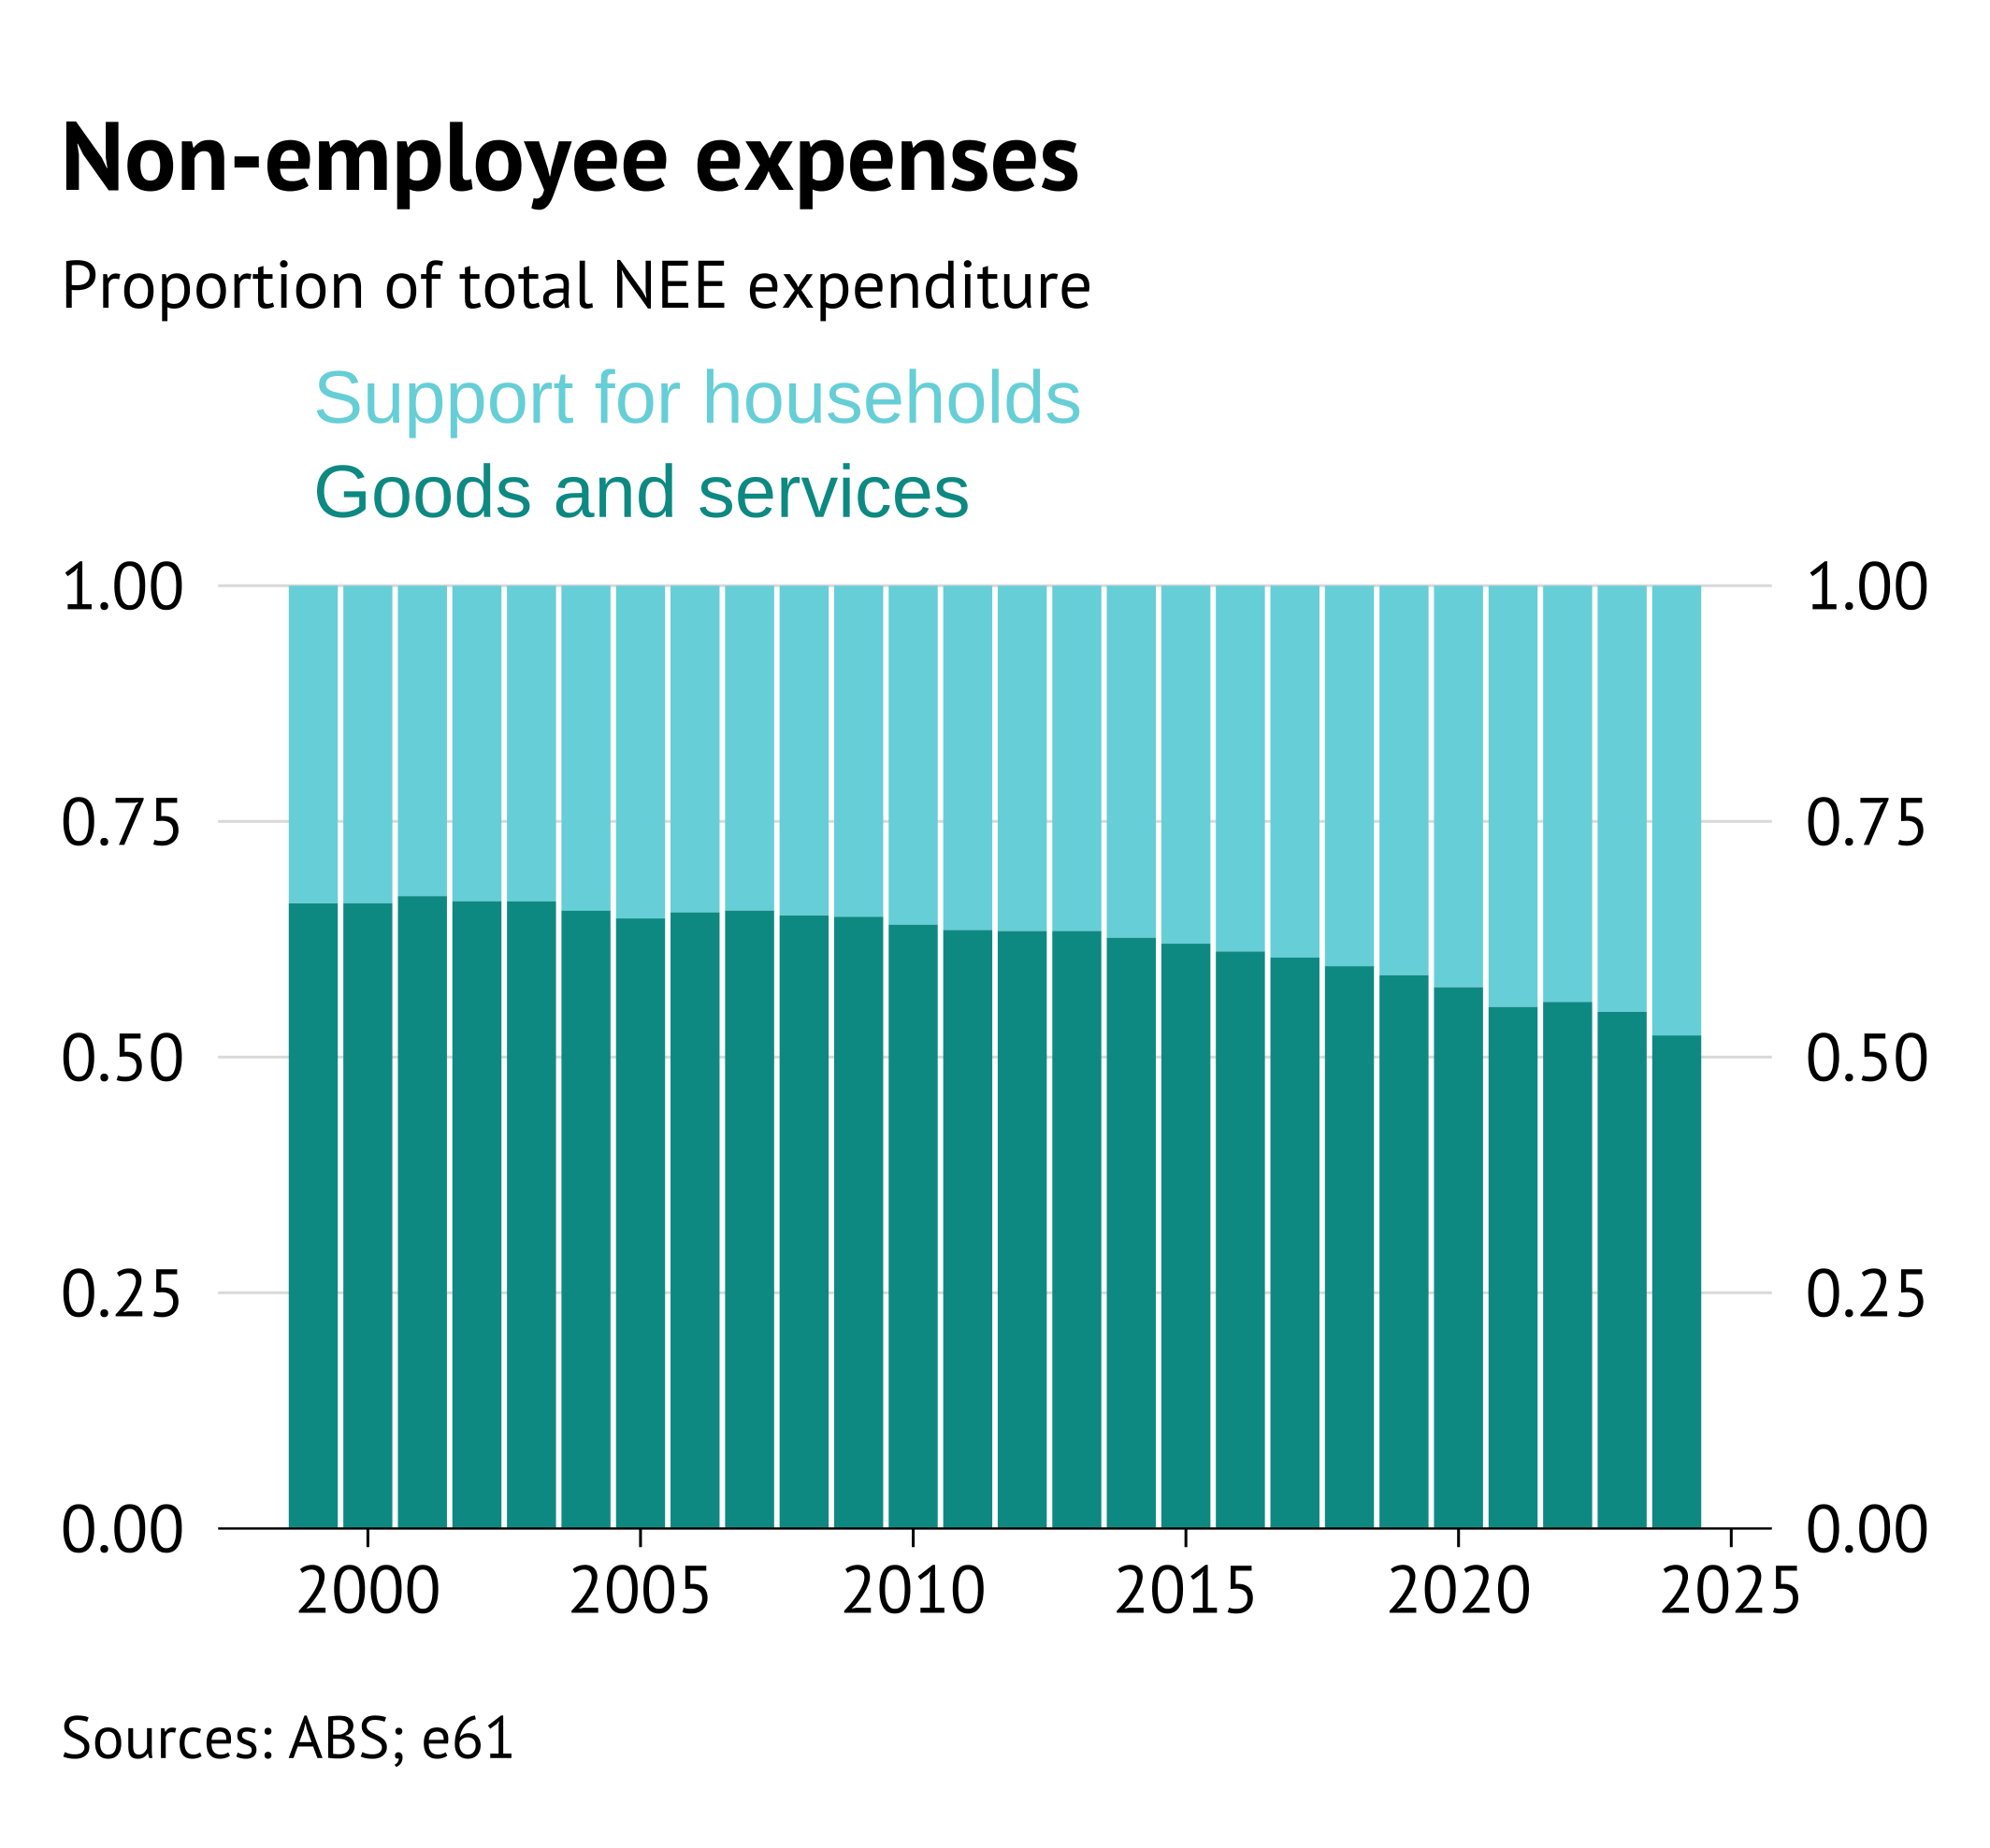 Non-employee expenses
Proportion of total NEE expenditure
Support for households
Goods and services
1.00 1.00
0.75 0.75
0.50 0.50
0.25 0.25
0.00 0.00
2000 2005 2010 2015 2020 2025
Sources: ABS; e61